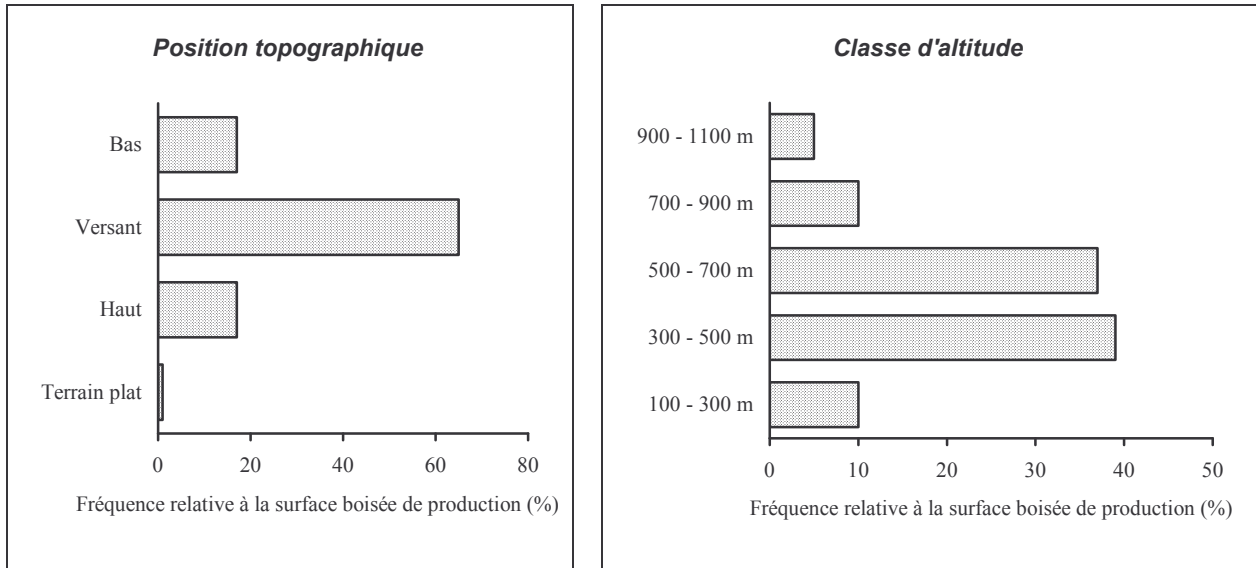 Position topographique
Bas
Versant
Haut
Terrain plat
0 20 40 60 80
Fréquence relative à la surface boisée de production (%)
Classe d'altitude
900 - 1100 m
700 - 900 m
500 - 700 m
300 - 500 m
100 - 300 m
0 10 20 30 40 50
Fréquence relative à la surface boisée de production (%)